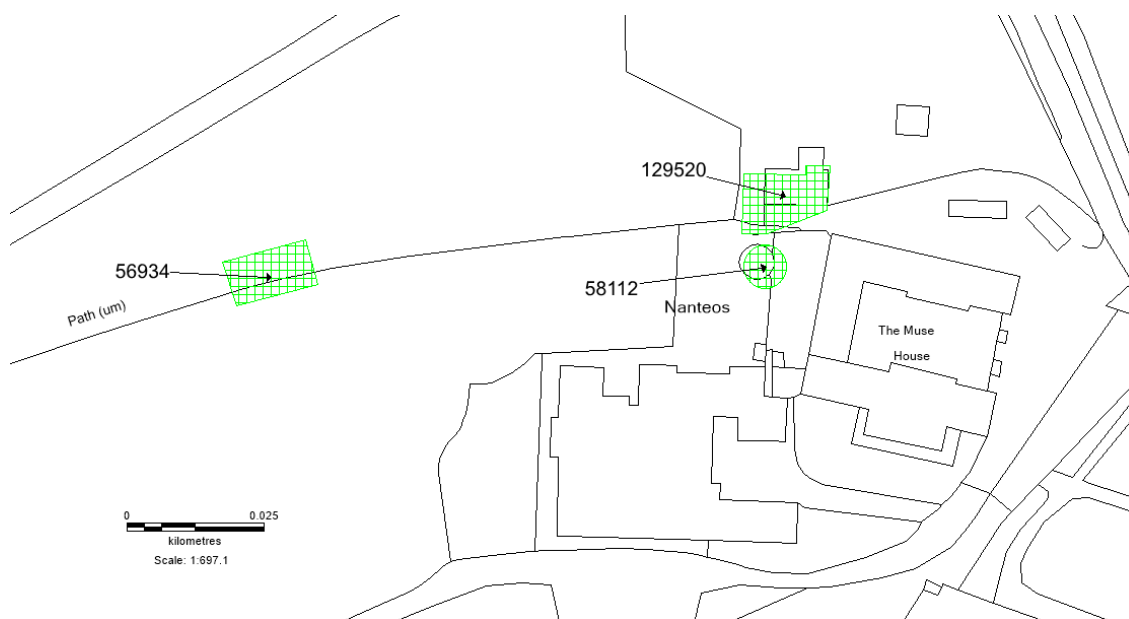 129520
56934
58112
Path (um)
Nanteos
The Muse
House
0 0.025
kilometres
Scale: 1:697.1